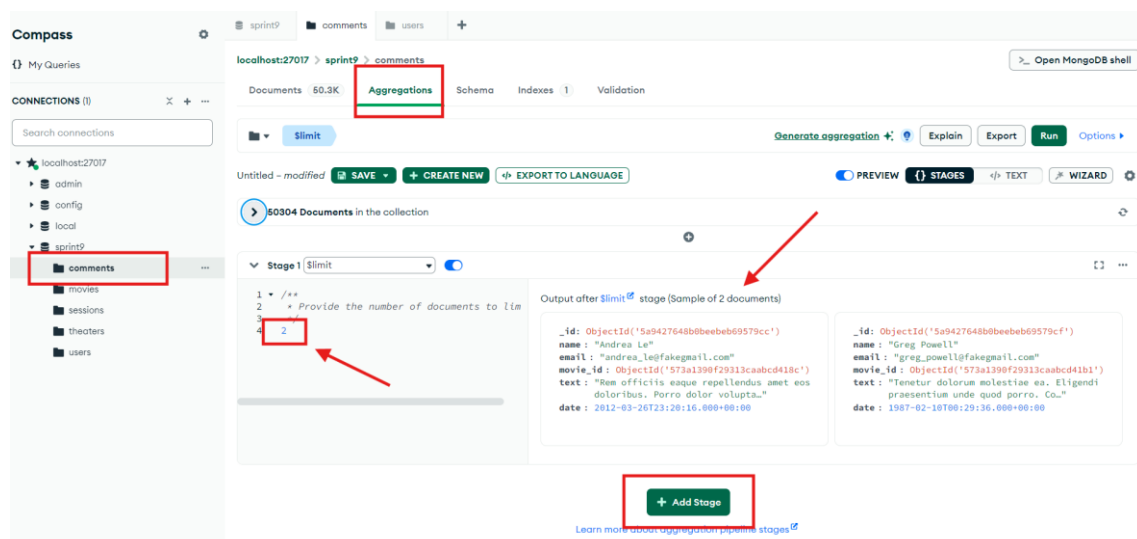 Compass
{} My Queries
CONNECTIONS (1)
Search connections
localhost:27017
admin
config
local
sprint9
comments
movies
sessions
theaters
users
sprint9 comments users
localhost:27017 > sprint9 > comments
>_ Open MongoDB shell
Documents 50.3K Aggregations Schema Indexes 1 Validation
$limit
Generate aggregation Explain Export Run Options
Untitled – modified SAVE + CREATE NEW </> EXPORT TO LANGUAGE
PREVIEW {} STAGES </> TEXT WIZARD
50304 Documents in the collection
Stage 1 $limit
1 /**
2 * Provide the number of documents to lim
3 */
4 2
Output after $limit stage (Sample of 2 documents)
_id: ObjectId('5a9427648b0beebeb69579cc')
name : "Andrea Le"
email : "andrea_le@fakegmail.com"
movie_id : ObjectId('573a1390f29313caabcd418c')
text : "Rem officiis eaque repellendus amet eos
doloribus. Porro dolor volupta…"
date : 2012-03-26T23:20:16.000+00:00
_id: ObjectId('5a9427648b0beebeb69579cf')
name : "Greg Powell"
email : "greg_powell@fakegmail.com"
movie_id : ObjectId('573a1390f29313caabcd41b1')
text : "Tenetur dolorum molestiae ea. Eligendi
praesentium unde quod porro. Co…"
date : 1987-02-10T00:29:36.000+00:00
+ Add Stage
Learn more about aggregation pipeline stages